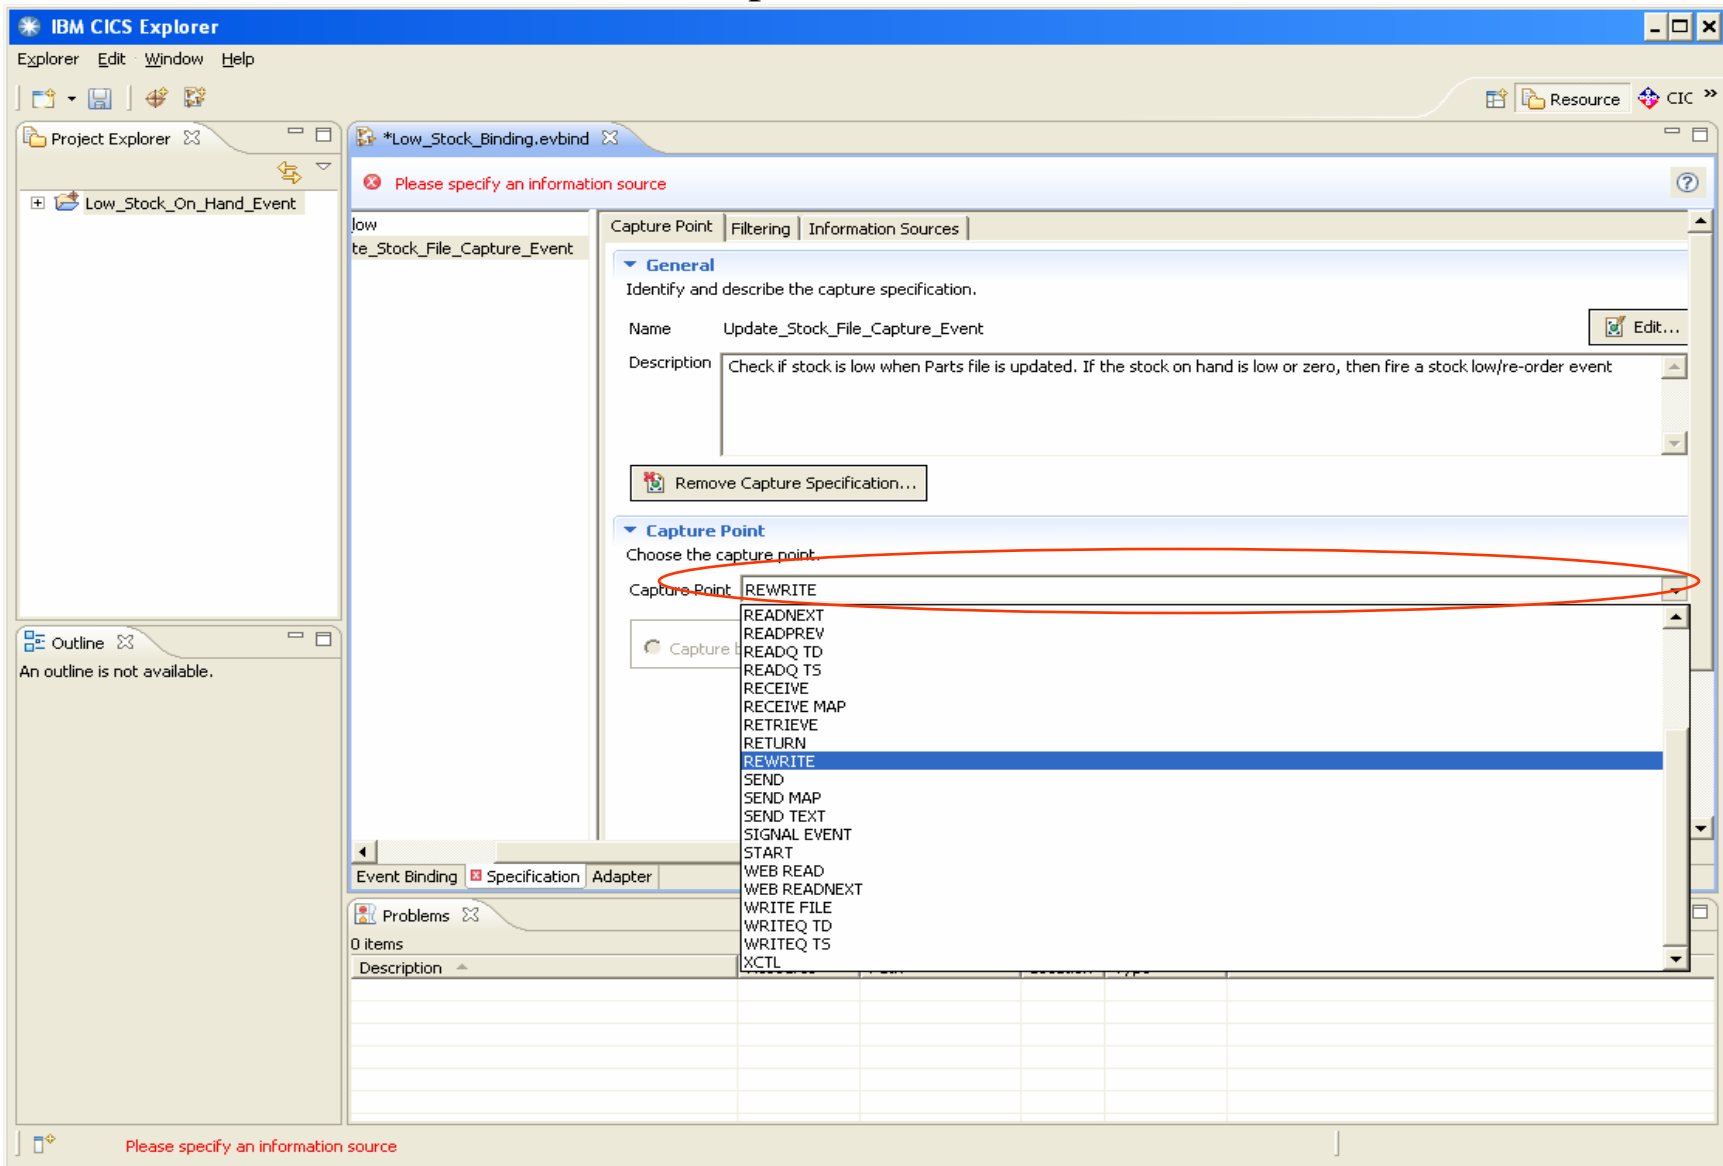 IBM CICS Explorer
Explorer Edit Window Help
Resource CIC »
Project Explorer
*Low_Stock_Binding.evbind
Please specify an information source
Low_Stock_On_Hand_Event
low
te_Stock_File_Capture_Event
Capture Point Filtering Information Sources
General
Identify and describe the capture specification.
Name Update_Stock_File_Capture_Event
Edit...
Description Check if stock is low when Parts file is updated. If the stock on hand is low or zero, then fire a stock low/re-order event
Remove Capture Specification...
Capture Point
Choose the capture point.
Capture Point REWRITE
Capture
READNEXT
READPREV
READQ TD
READQ TS
RECEIVE
RECEIVE MAP
RETRIEVE
RETURN
REWRITE
SEND
SEND MAP
SEND TEXT
SIGNAL EVENT
START
WEB READ
WEB READNEXT
WRITE FILE
WRITEQ TD
WRITEQ TS
XCTL
Outline
An outline is not available.
Event Binding Specification Adapter
Problems
0 items
Description
Please specify an information source